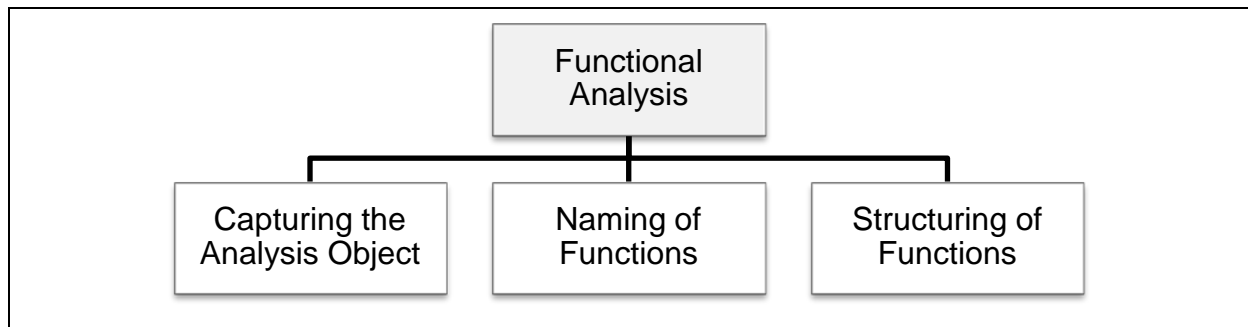 Functional
Analysis
Capturing the
Analysis Object
Naming of
Functions
Structuring of
Functions